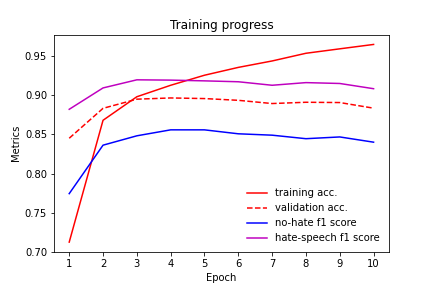 Training progress
Metrics
0.95
0.90
0.85
0.80
0.75
0.70
training acc.
validation acc.
no-hate f1 score
hate-speech f1 score
1 2 3 4 5 6 7 8 9 10
Epoch